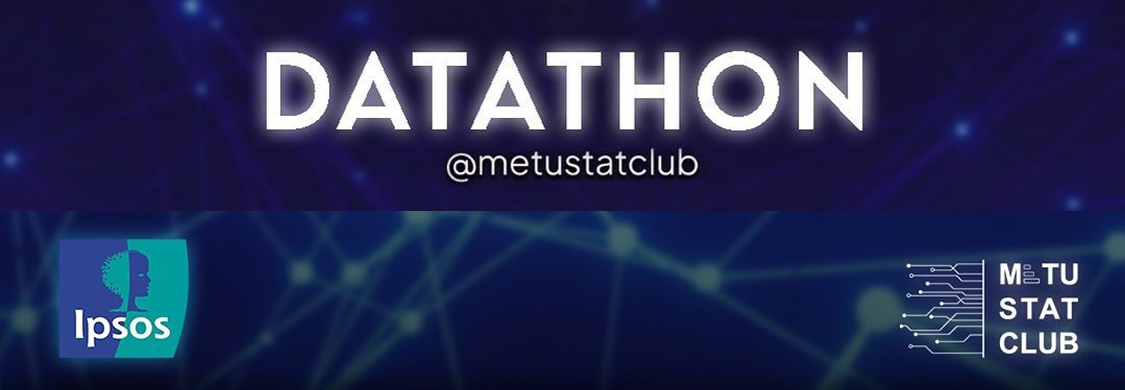 DATATHON
@metustatclub
Ipsos
METU
STAT
CLUB